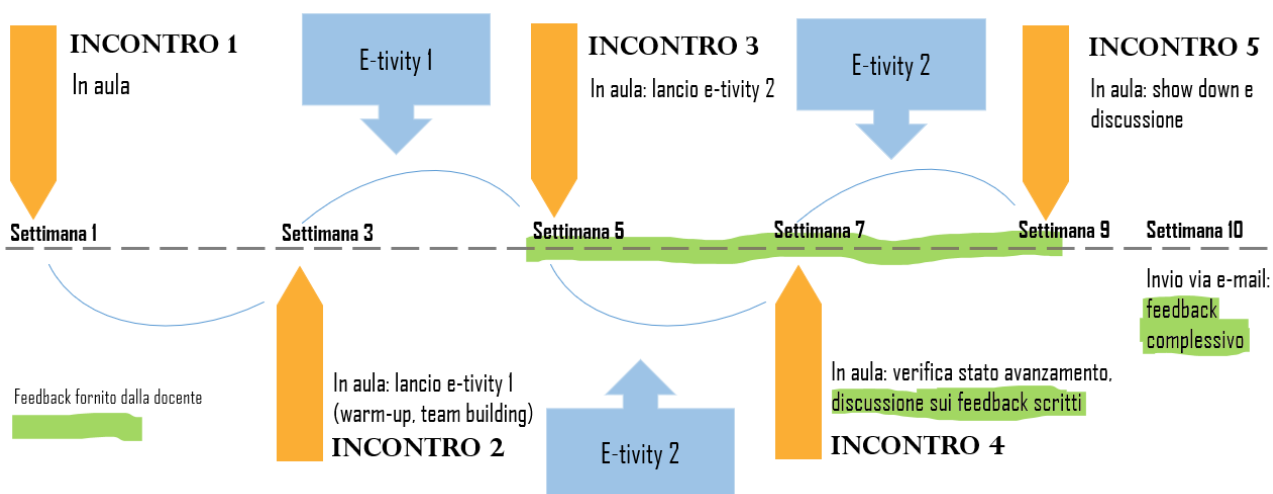 INCONTRO 1
In aula
E-tivity 1
INCONTRO 3
In aula: lancio e-tivity 2
E-tivity 2
INCONTRO 5
In aula: show down e
discussione
Settimana 1
Settimana 3
Settimana 5
Settimana 7
Settimana 9
Settimana 10
Invio via e-mail:
feedback
complessivo
Feedback fornito dalla docente
In aula: lancio e-tivity 1
(warm-up, team building)
INCONTRO 2
E-tivity 2
In aula: verifica stato avanzamento,
discussione sui feedback scritti
INCONTRO 4